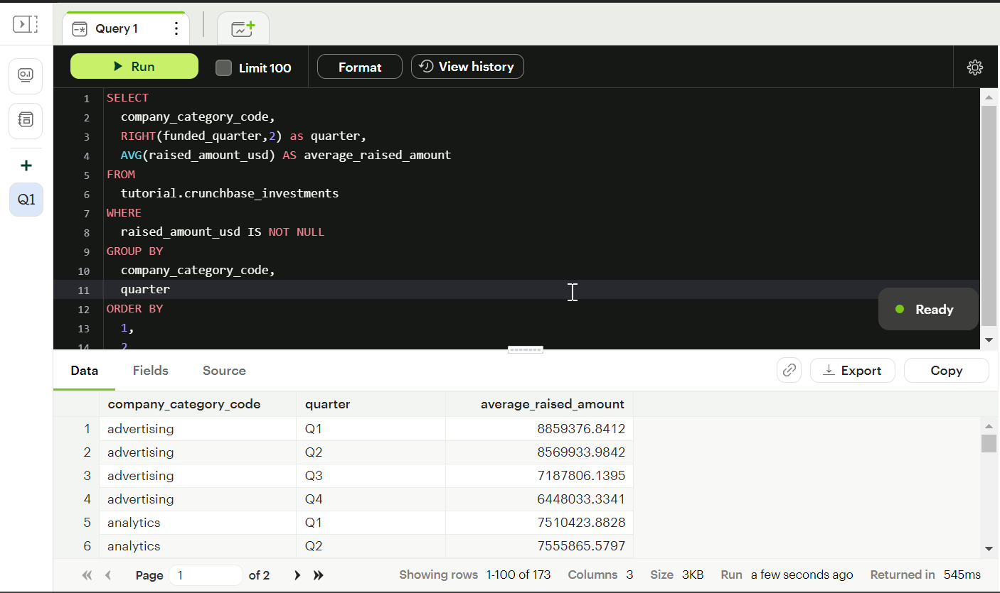 Query 1
Run
Limit 100
Format
View history
1 SELECT
2 company_category_code,
3 RIGHT(funded_quarter,2) as quarter,
4 AVG(raised_amount_usd) AS average_raised_amount
5 FROM
6 tutorial.crunchbase_investments
7 WHERE
8 raised_amount_usd IS NOT NULL
9 GROUP BY
10 company_category_code,
11 quarter
12 ORDER BY
13 1,
14 2
Q1
Ready
Data Fields Source
Export
Copy
company_category_code quarter average_raised_amount
1 advertising Q1 8859376.8412
2 advertising Q2 8569933.9842
3 advertising Q3 7187806.1395
4 advertising Q4 6448033.3341
5 analytics Q1 7510423.8828
6 analytics Q2 7555865.5797
Page 1 of 2 Showing rows 1-100 of 173 Columns 3 Size 3KB Run a few seconds ago Returned in 545ms